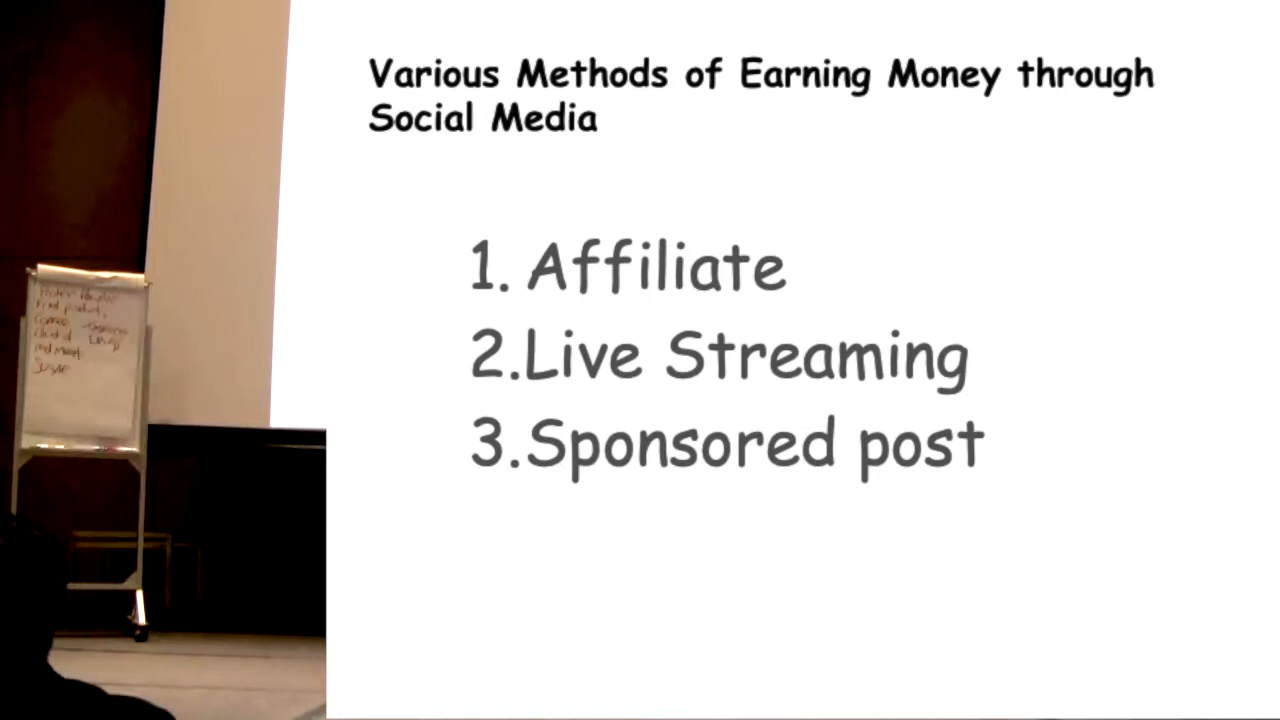 Various Methods of Earning Money through
Social Media
1. Affiliate
2.Live Streaming
3.Sponsored post